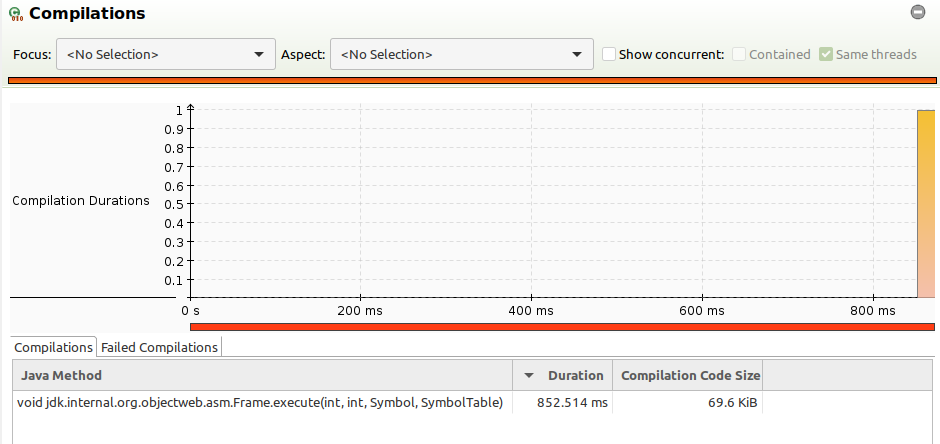 Compilations
Focus: <No Selection> Aspect: <No Selection> Show concurrent: Contained Same threads
1
0.9
0.8
0.7
0.6
Compilation Durations
0.5
0.4
0.3
0.2
0.1
0 s 200 ms 400 ms 600 ms 800 ms
Compilations Failed Compilations
Java Method Duration Compilation Code Size
void jdk.internal.org.objectweb.asm.Frame.execute(int, int, Symbol, SymbolTable) 852.514 ms 69.6 KiB